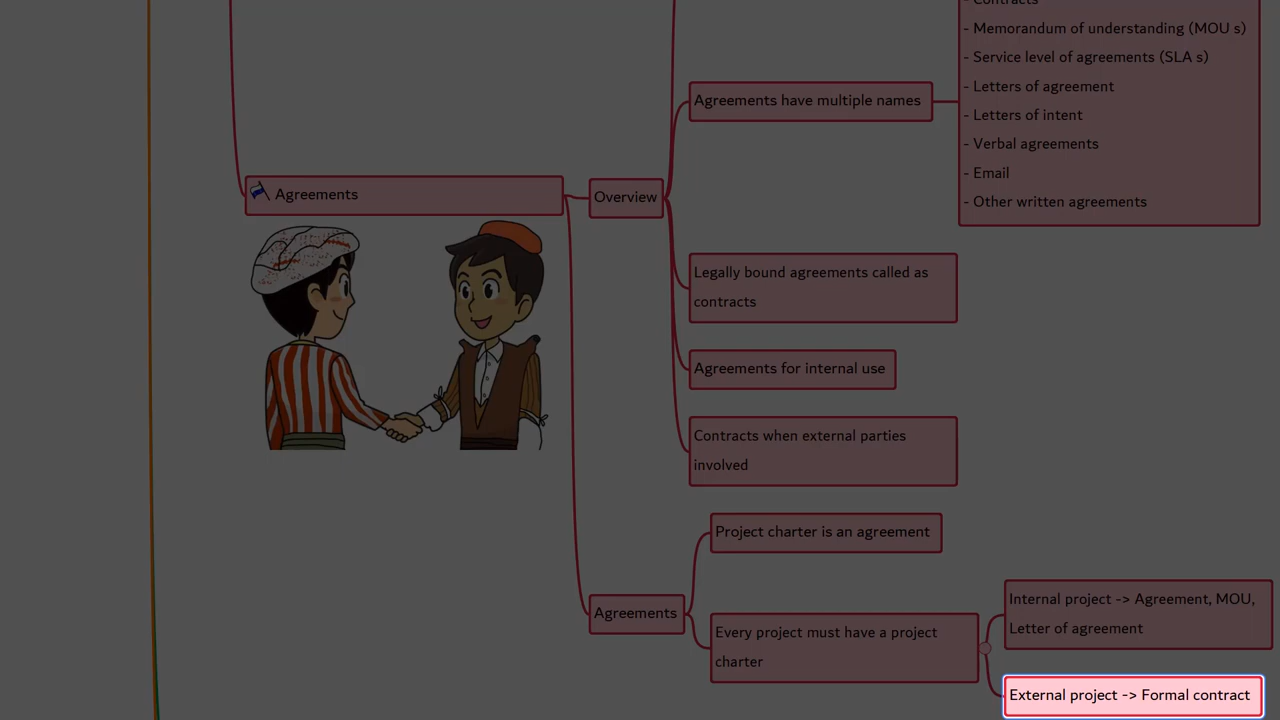 - Contracts
- Memorandum of understanding (MOU s)
- Service level of agreements (SLA s)
- Letters of agreement
- Letters of intent
- Verbal agreements
- Email
- Other written agreements
Agreements have multiple names
Agreements
Overview
Legally bound agreements called as
contracts
Agreements for internal use
Contracts when external parties
involved
Project charter is an agreement
Agreements
Every project must have a project
charter
Internal project -> Agreement, MOU,
Letter of agreement
External project -> Formal contract